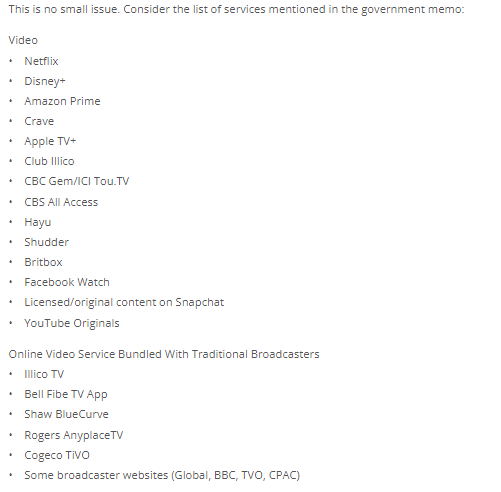 This is no small issue. Consider the list of services mentioned in the government memo:
Video
• Netflix
• Disney+
• Amazon Prime
• Crave
• Apple TV+
• Club Illico
• CBC Gem/ICI Tou.TV
• CBS All Access
• Hayu
• Shudder
• Britbox
• Facebook Watch
• Licensed/original content on Snapchat
• YouTube Originals
Online Video Service Bundled With Traditional Broadcasters
• Illico TV
• Bell Fibe TV App
• Shaw BlueCurve
• Rogers AnyplaceTV
• Cogeco TiVO
• Some broadcaster websites (Global, BBC, TVO, CPAC)